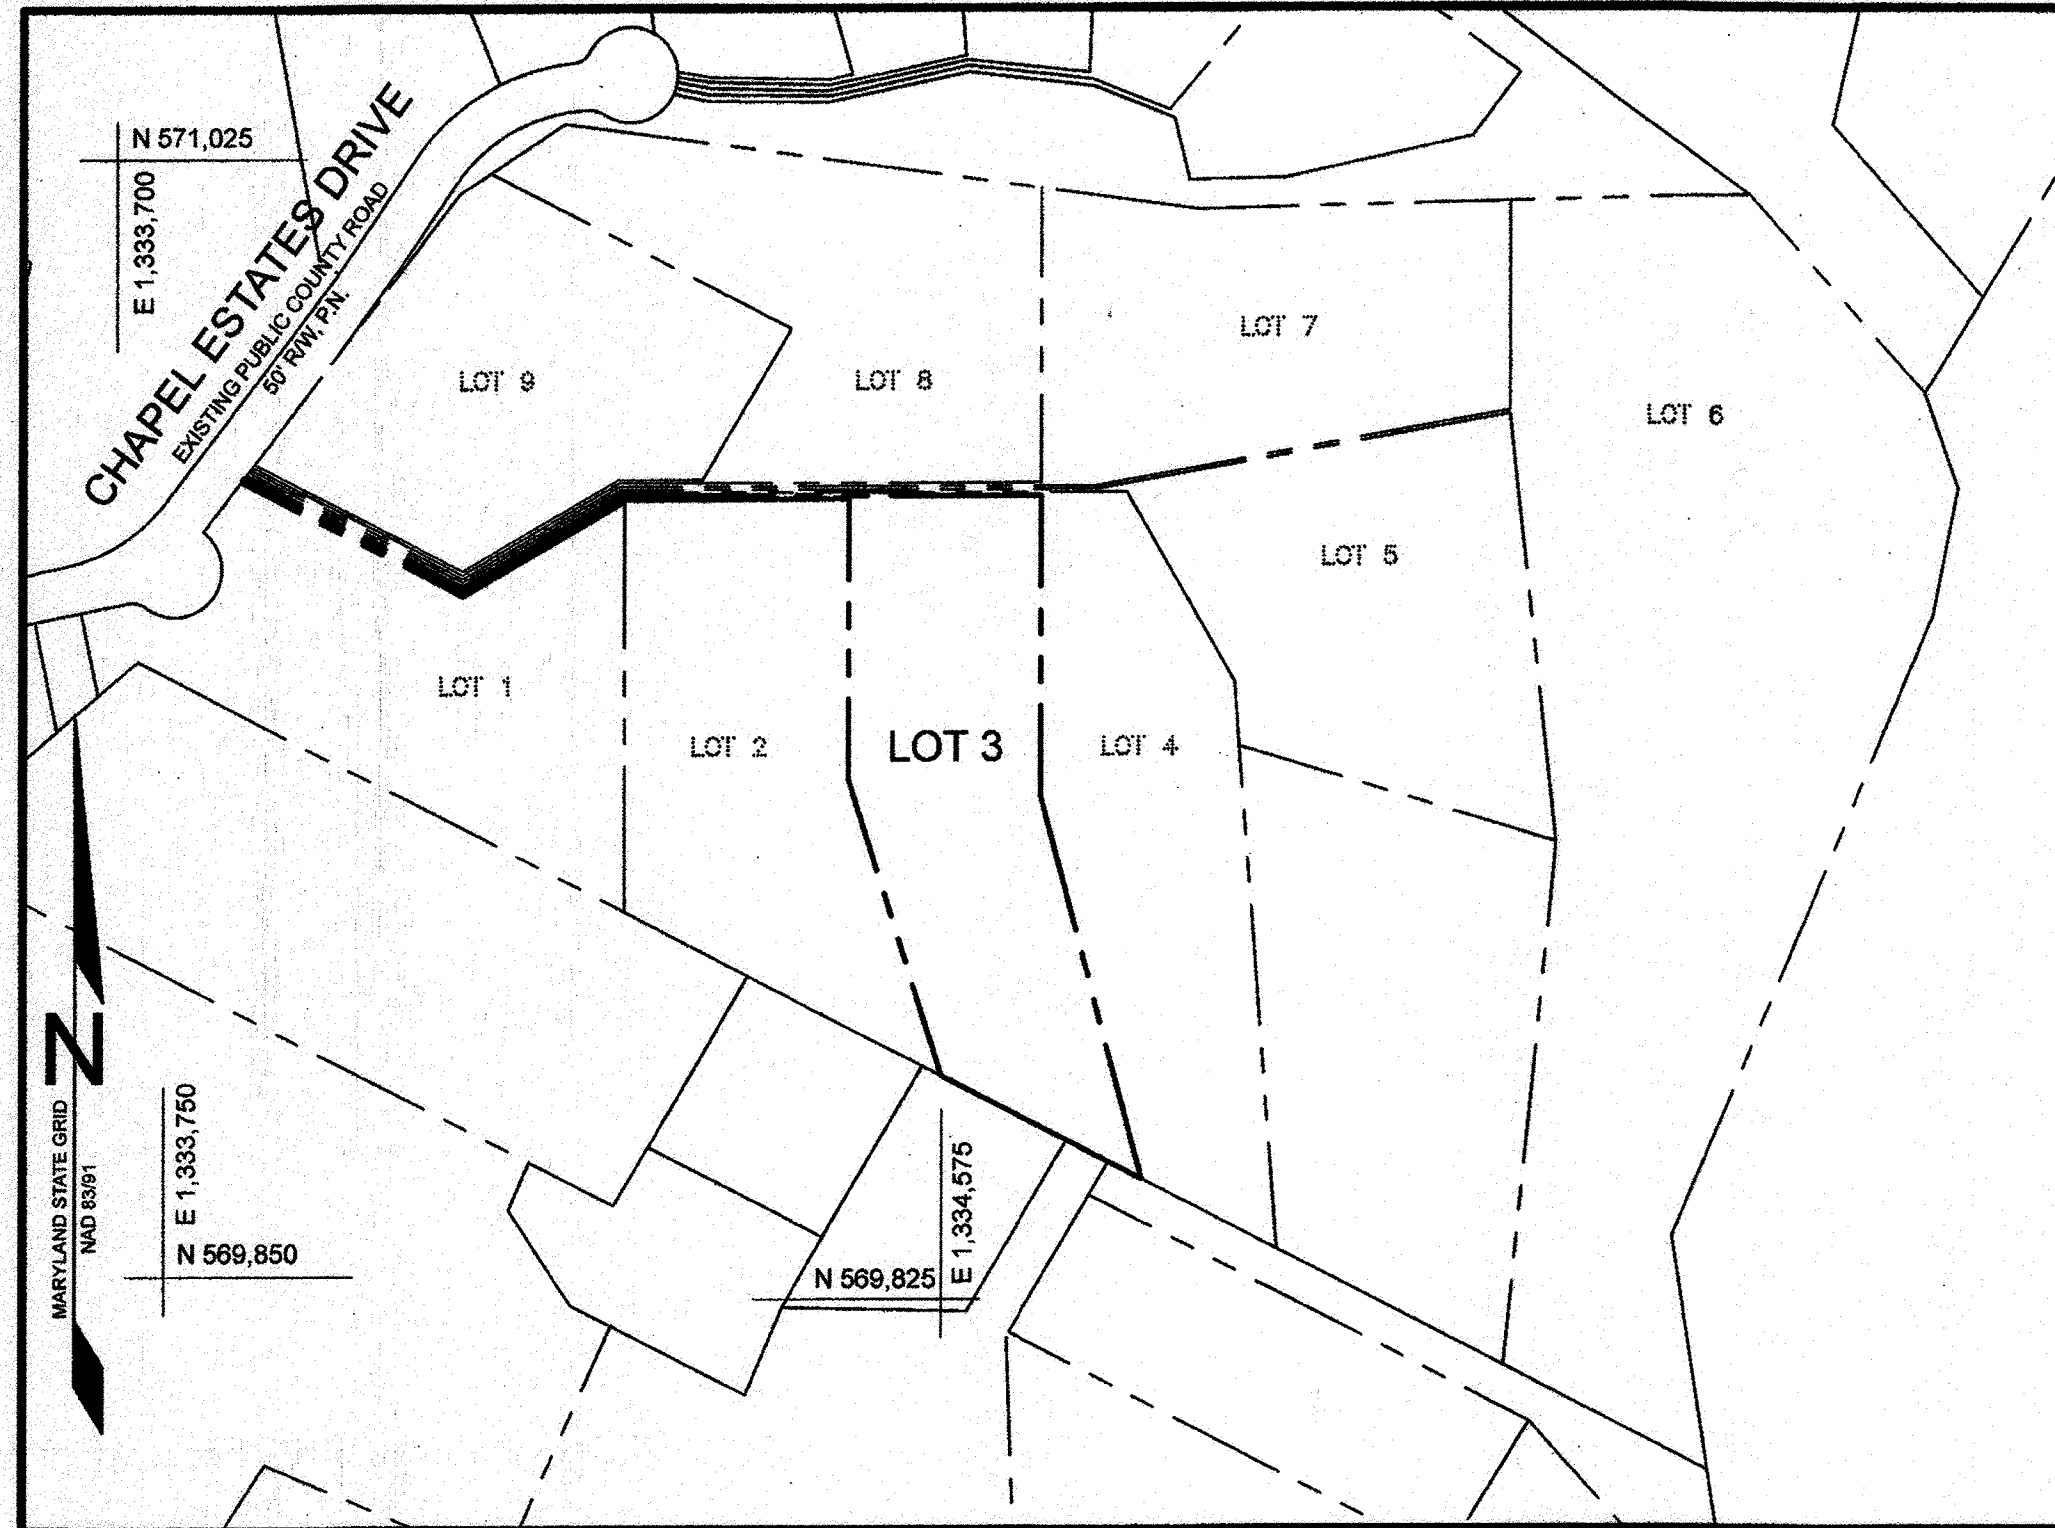 N 571,025
E 1,333,700
CHAPEL ESTATES DRIVE
EXISTING PUBLIC COUNTY ROAD
50' R/W, P.N.
LOT 9
LOT 8
LOT 7
LOT 6
LOT 5
LOT 1
LOT 2
LOT 3
LOT 4
N
MARYLAND STATE GRID
NAD 83/91
E 1,333,750
N 569,850
N 569,825
E 1,334,575